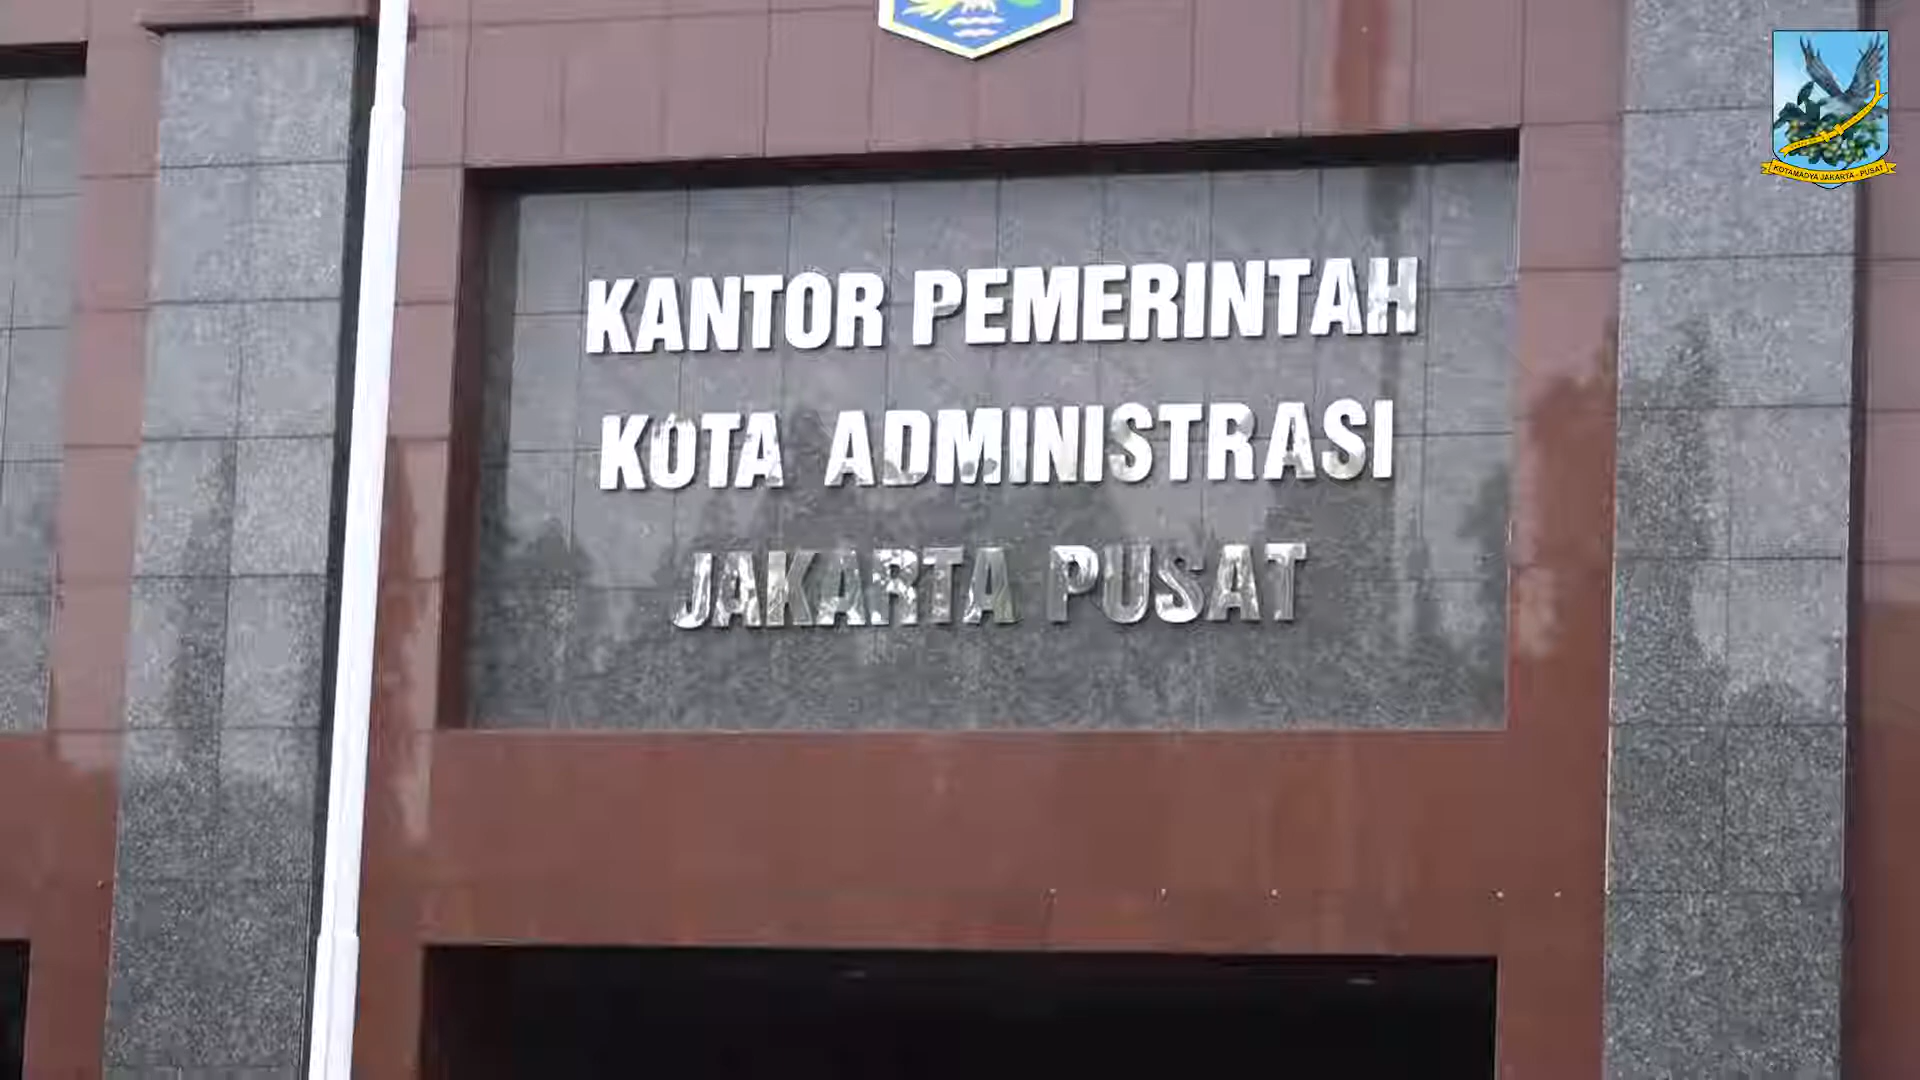 KANTOR PEMERINTAH
KOTA ADMINISTRASI
JAKARTA PUSAT
KOTAMADYA JAKARTA - PUSAT